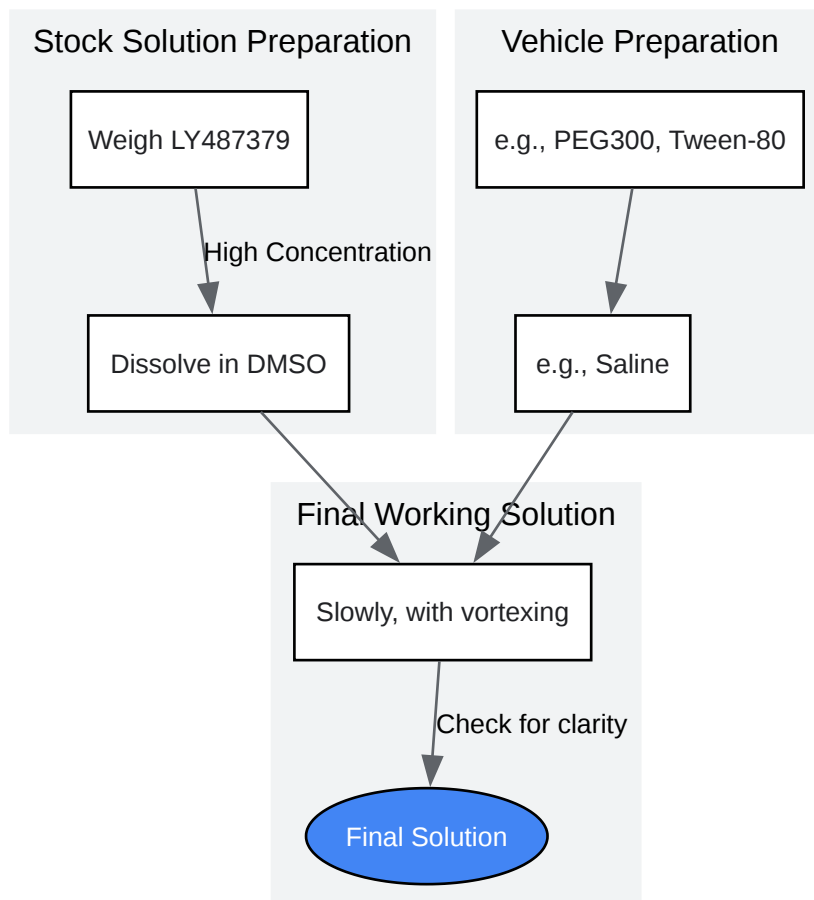 Stock Solution Preparation
Weigh LY487379
High Concentration
Dissolve in DMSO
Vehicle Preparation
e.g., PEG300, Tween-80
e.g., Saline
Final Working Solution
Slowly, with vortexing
Check for clarity
Final Solution